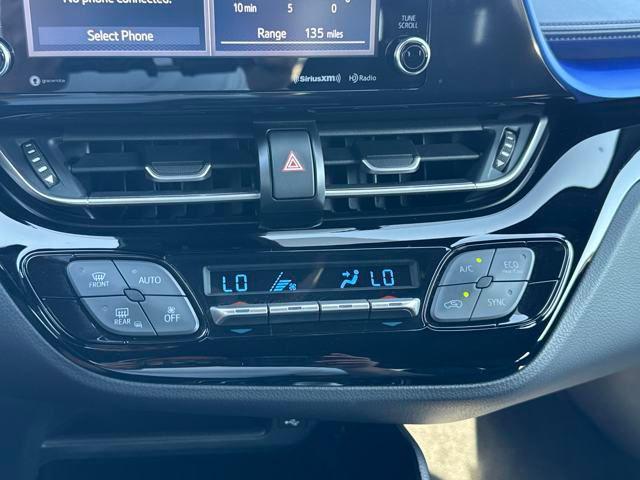 No phone connected.
Select Phone
10 min 5 0
Range 135 miles
TUNE
SCROLL
gracenote
SiriusXM
HD Radio
FRONT
AUTO
REAR
OFF
LO
LO
A/C
ECO
SYNC